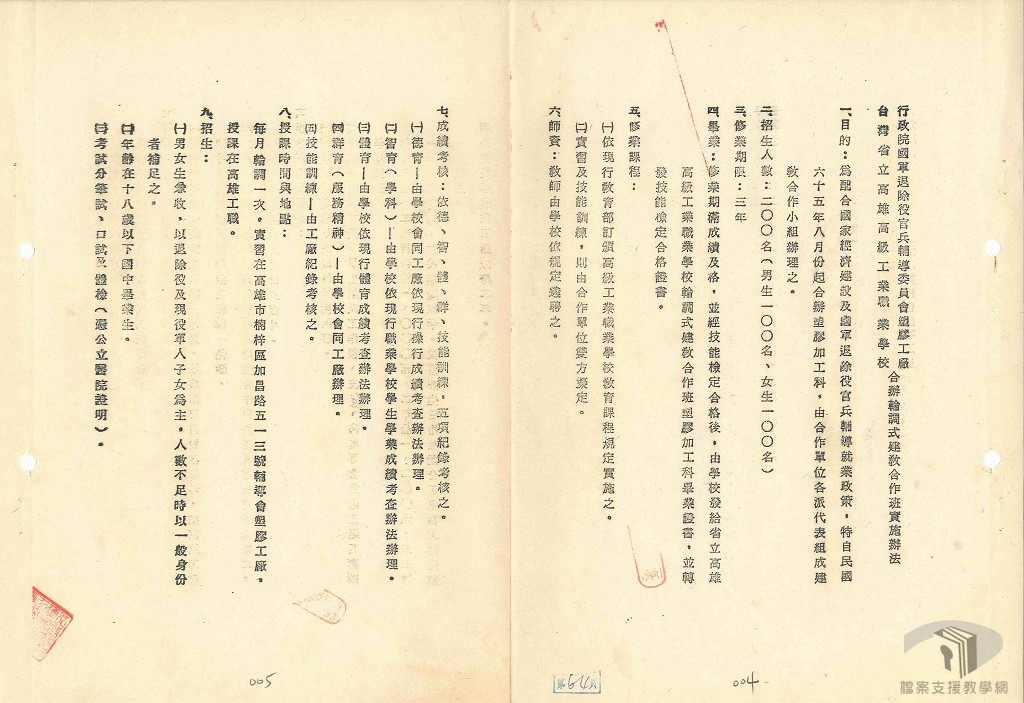 行政院國軍退除役官兵輔導委員會塑膠工廠
台灣省立高雄高級工業職業學校
合辦輪調式建教合作班實施辦法
一、目的：為配合國家經濟建設及國軍退除役官兵輔導就業政策，特自民國
六十五年八月份起合辦塑膠加工科，由合作單位各派代表組成建
教合作小組辦理之。
二、招生人數：二〇〇名（男生一〇〇名、女生一〇〇名）
三、修業期限：三年
四、畢業：修業期滿成績及格，並經技能檢定合格後，由學校發給省立高雄
高級工業職業學校輪調式建教合作班塑膠加工科畢業證書，並轉
發技能檢定合格證書。
五、修業課程：
㈠依現行教育部訂頒高級工業職業學校教育課程規定實施之。
㈡實習及技能訓練，則由合作單位雙方議定。
六、師資：教師由學校依規定遴聘之。
004
第64頁
七、成績考核：依德、智、體、群、技能訓練，五項紀錄考核之。
㈠德育—由學校會同工廠依現行操行成績考查辦法辦理。
㈡智育（學科）—由學校依現行職業學校學生學業成績考查辦法辦理。
㈢體育—由學校依現行體育成績考查辦法辦理。
㈣群育（服務精神）—由學校會同工廠辦理。
㈣技能訓練—由工廠紀錄考核之。
八、授課時間與地點：
每月輪調一次，實習在高雄市楠梓區加昌路五一三號輔導會塑膠工廠。
授課在高雄工職。
九、招生：
㈠男女生兼收，以退除役及現役軍人子女為主，人數不足時以一般身份
者補足之。
㈡年齡在十八歲以下國中畢業生。
㈢考試分筆試、口試及體檢（憑公立醫院證明）。
005
檔案支援教學網